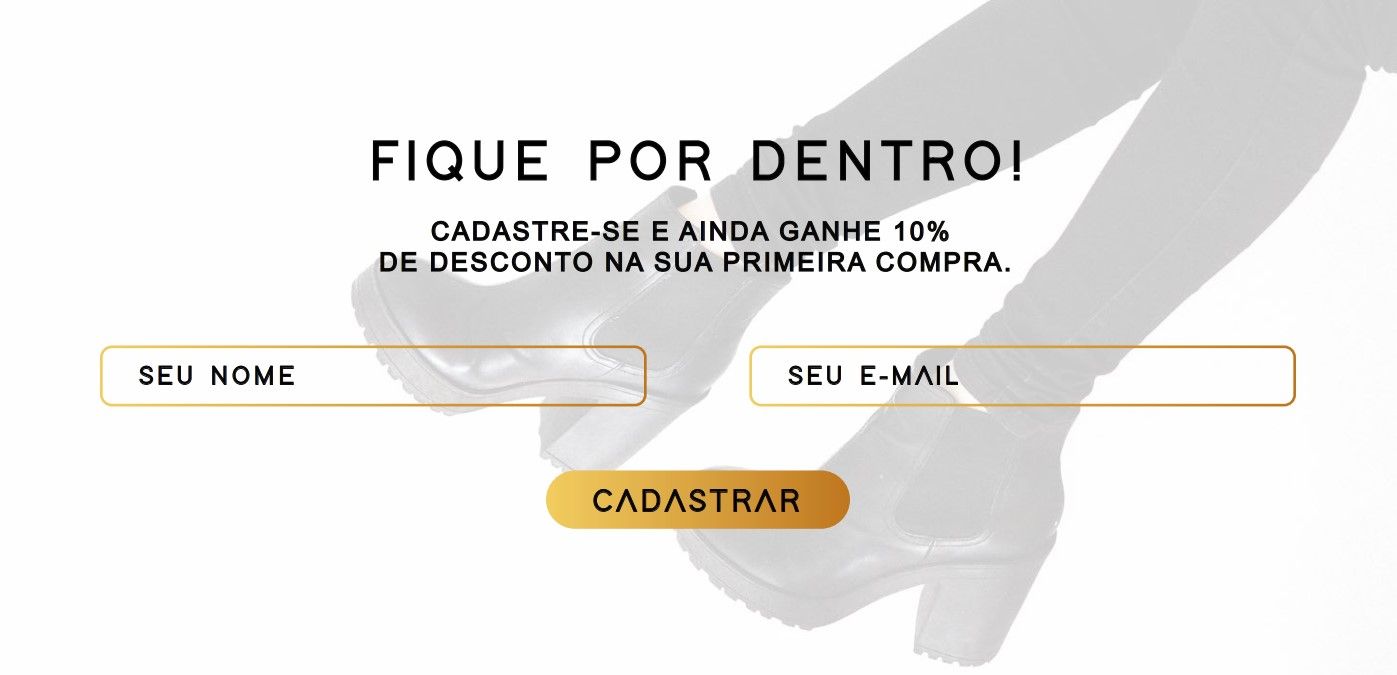 FIQUE POR DENTRO!
CADASTRE-SE E AINDA GANHE 10%
DE DESCONTO NA SUA PRIMEIRA COMPRA.
SEU NOME
SEU E-MAIL
CADASTRAR